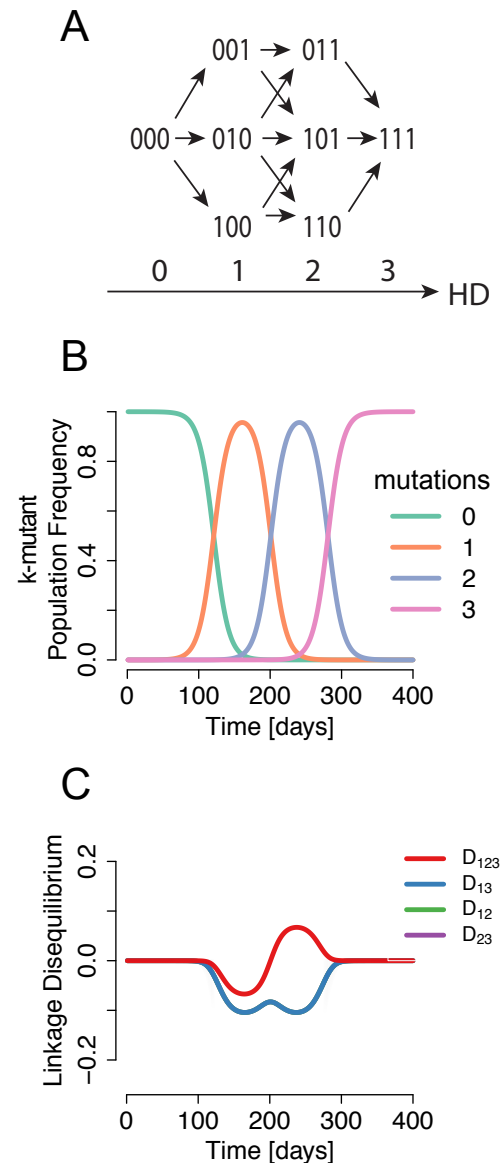 A
001 → 011
000 → 010 → 101 → 111
100 → 110
0 1 2 3
HD
B
k-mutant
Population Frequency
0.0 0.4 0.8
mutations
0
1
2
3
0 100 200 300 400
Time [days]
C
Linkage Disequilibrium
−0.2 0.0 0.2
D123
D13
D12
D23
0 100 200 300 400
Time [days]